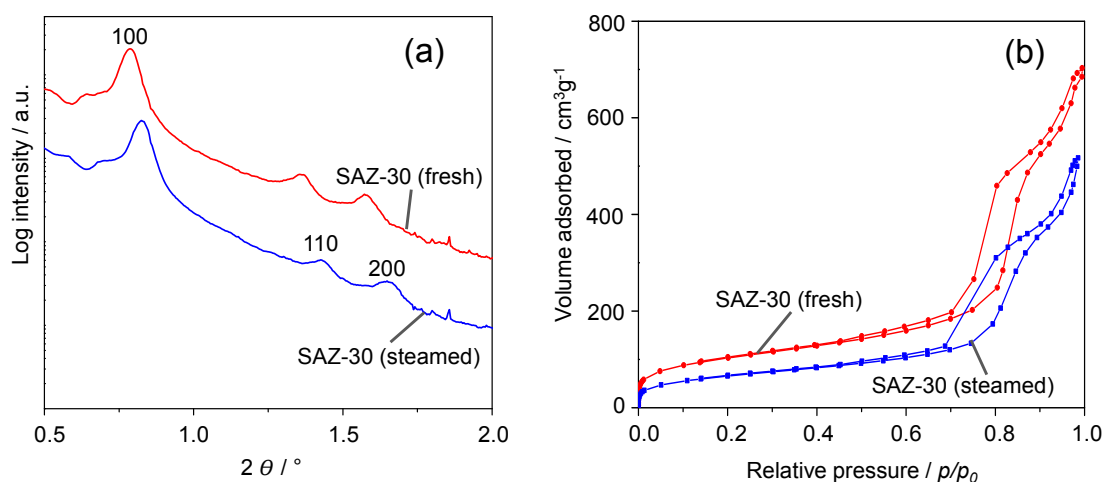 (a)
100
SAZ-30 (fresh)
110
200
SAZ-30 (steamed)
Log intensity / a.u.
0.5 1.0 1.5 2.0
2 θ / °
(b)
800
600
400
200
0
Volume adsorbed / cm³g⁻¹
SAZ-30 (fresh)
SAZ-30 (steamed)
0.0 0.2 0.4 0.6 0.8 1.0
Relative pressure / p/p₀